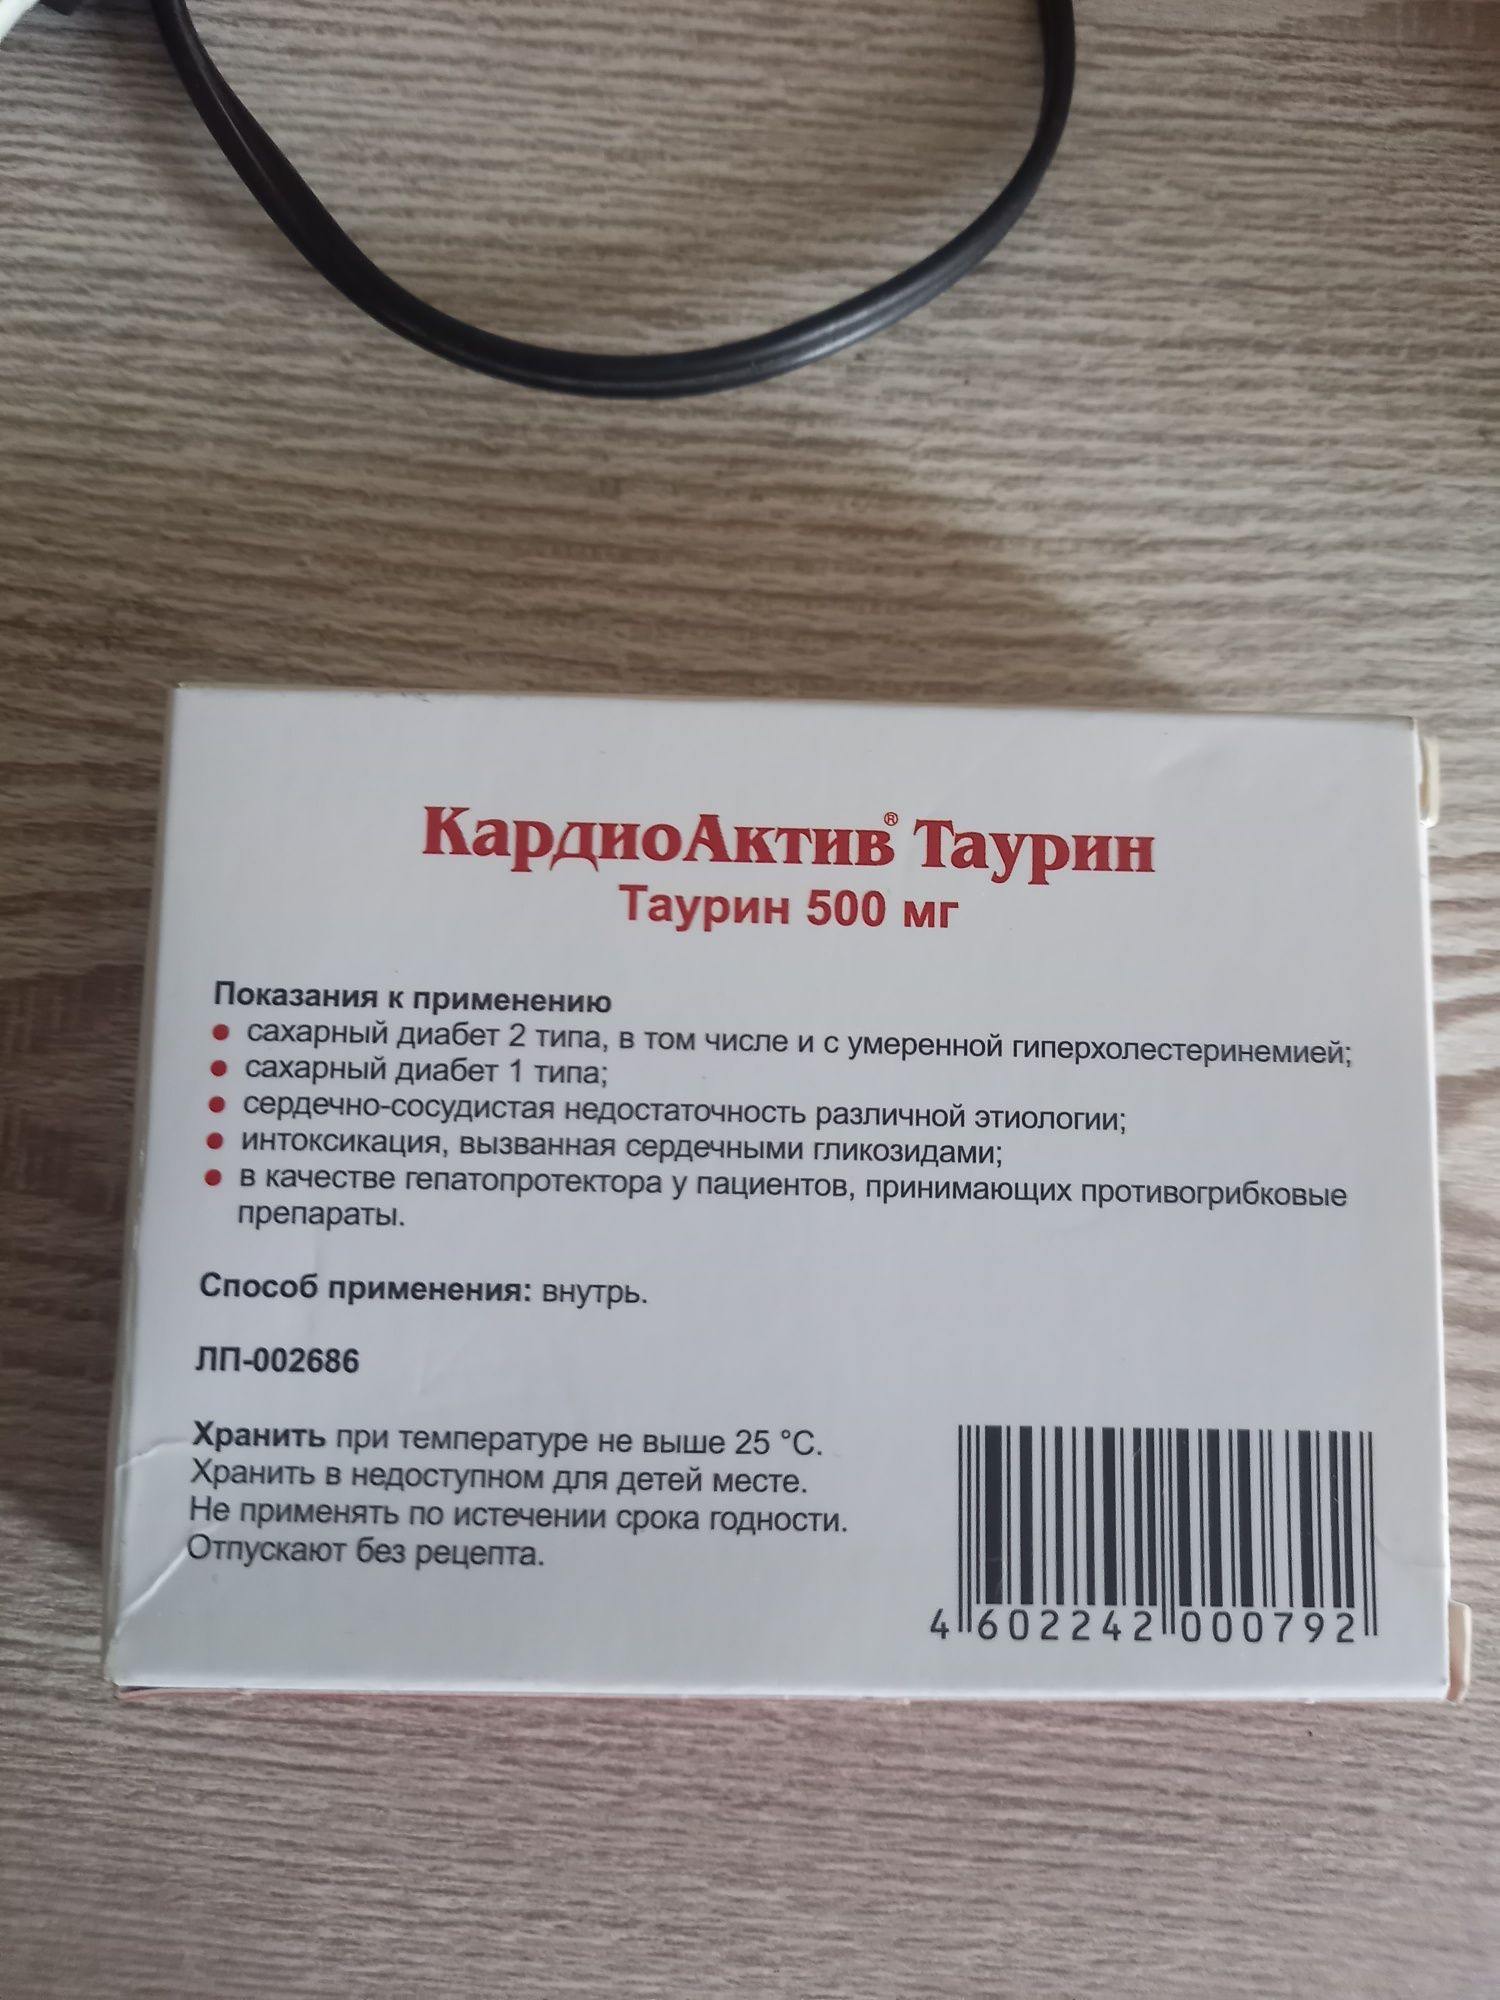 КардиоАктив® Таурин
Таурин 500 мг
Показания к применению
• сахарный диабет 2 типа, в том числе и с умеренной гиперхолестеринемией;
• сахарный диабет 1 типа;
• сердечно-сосудистая недостаточность различной этиологии;
• интоксикация, вызванная сердечными гликозидами;
• в качестве гепатопротектора у пациентов, принимающих противогрибковые
препараты.
Способ применения: внутрь.
ЛП-002686
Хранить при температуре не выше 25 °C.
Хранить в недоступном для детей месте.
Не применять по истечении срока годности.
Отпускают без рецепта.
4 602242 000792